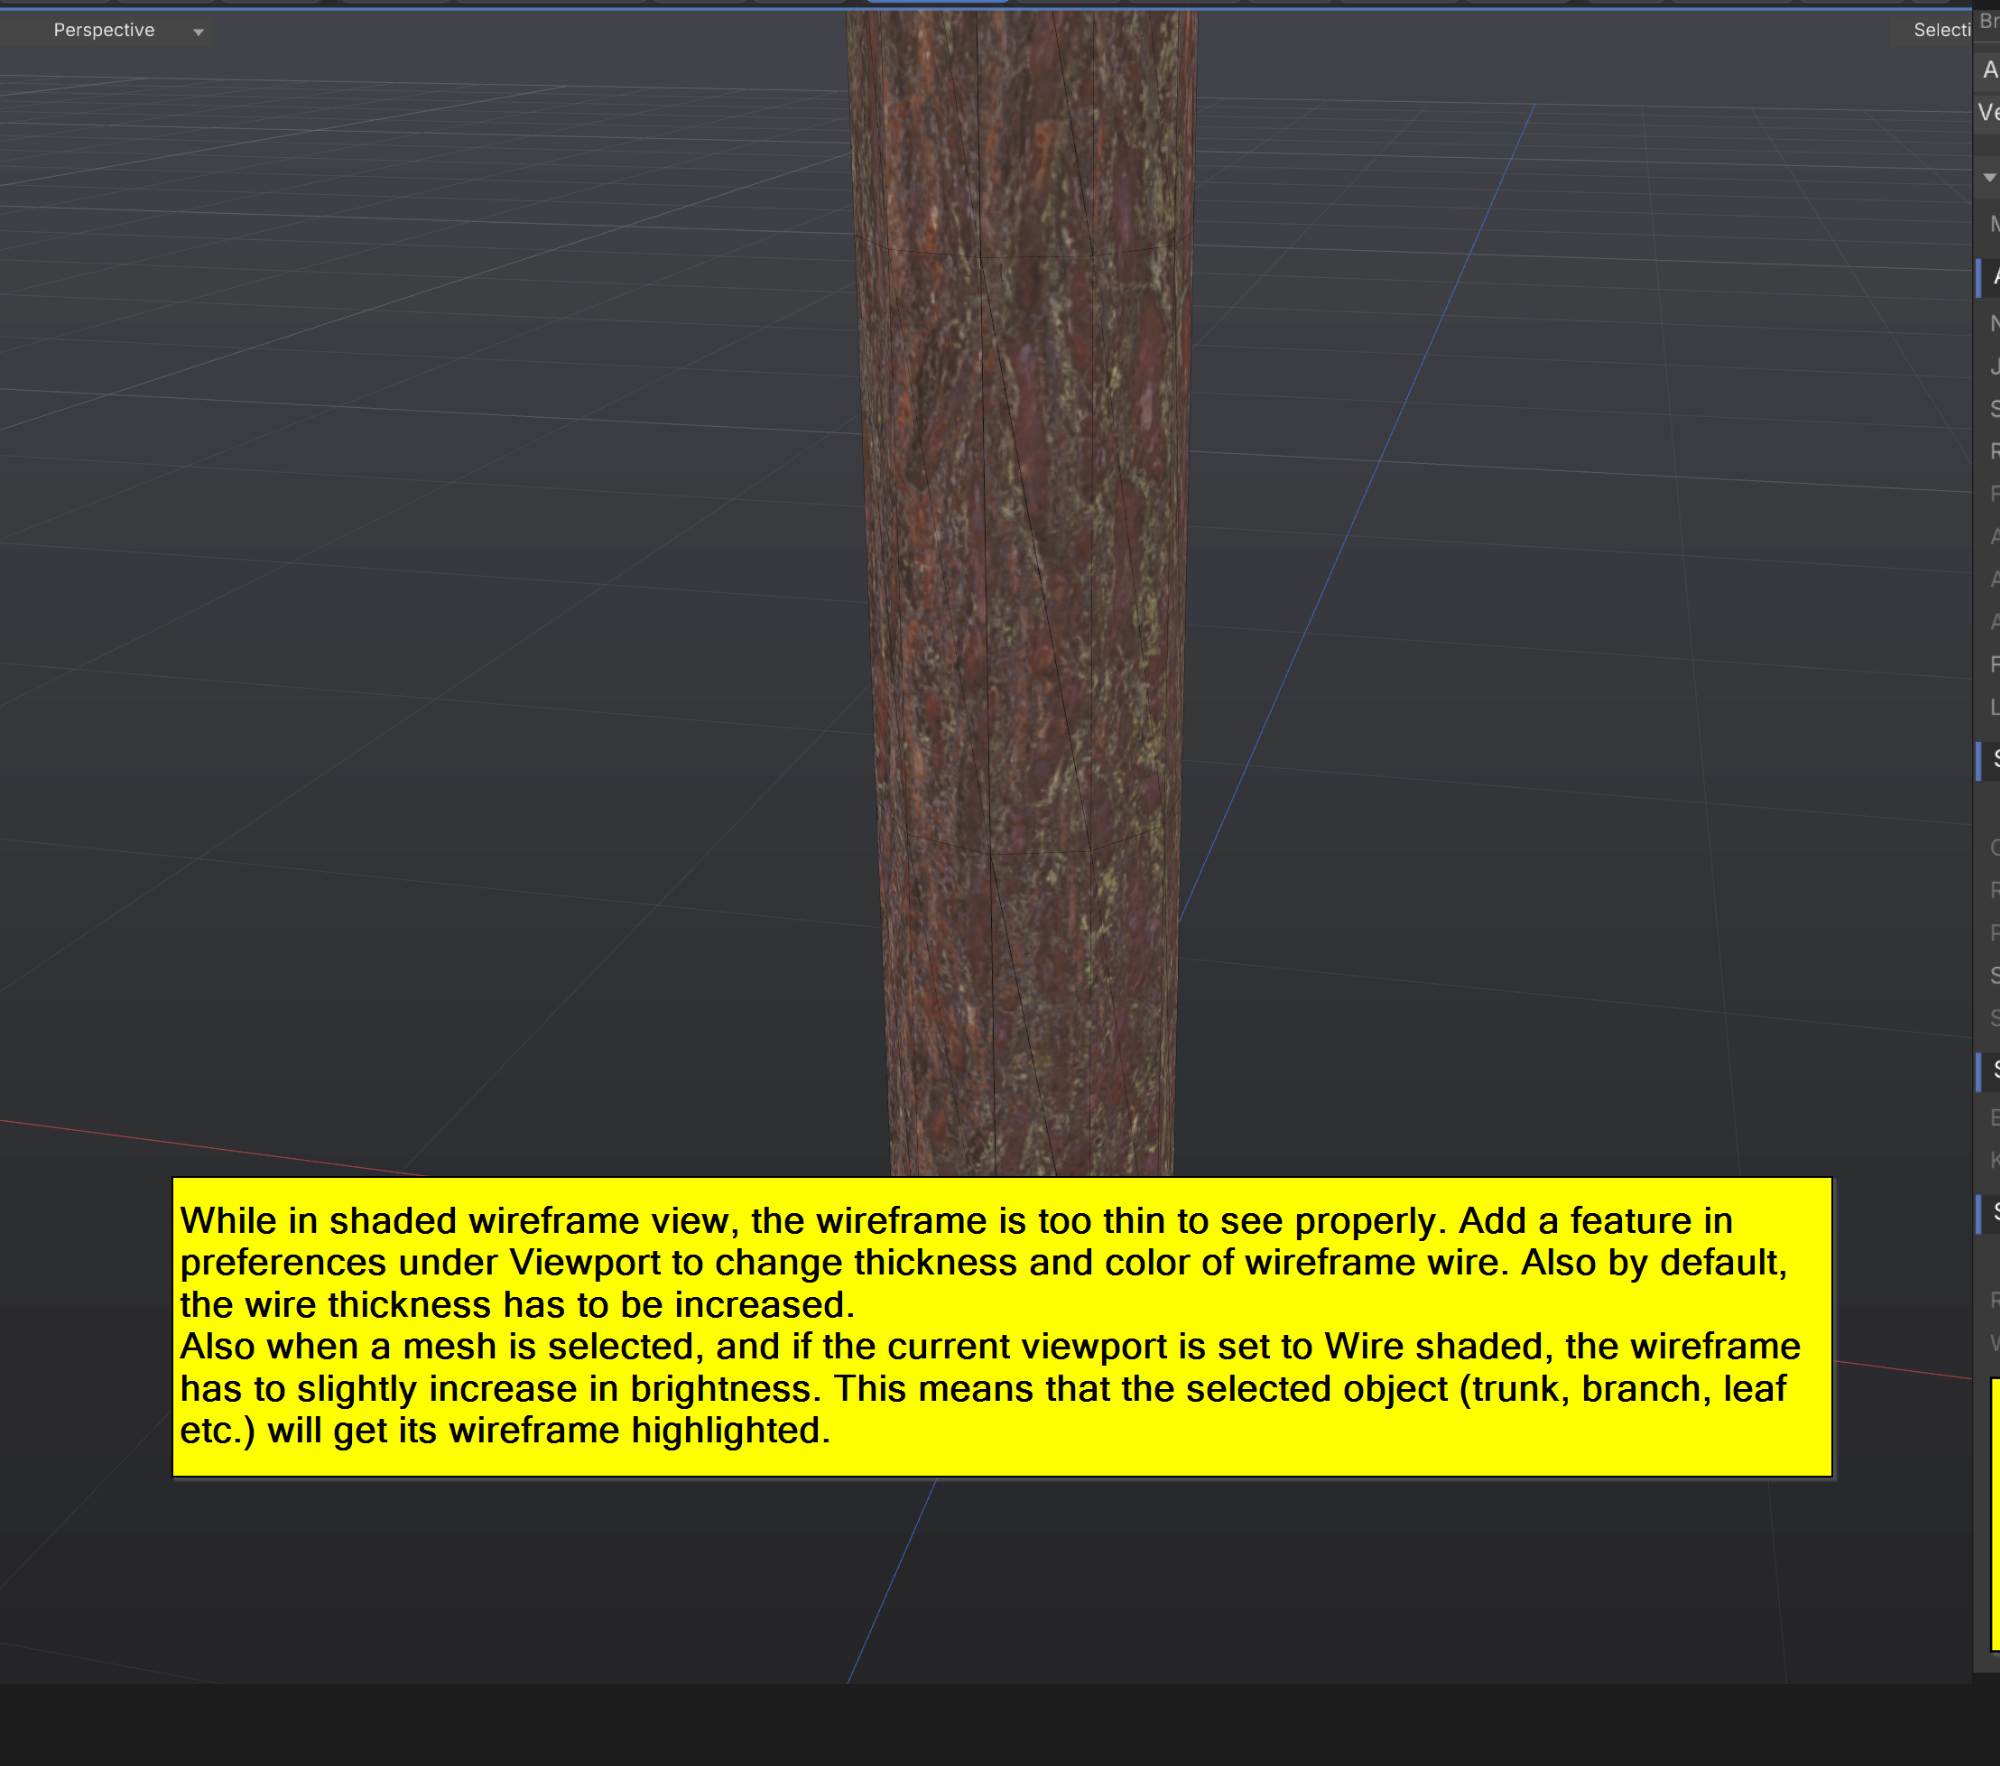 Perspective
Selecti
While in shaded wireframe view, the wireframe is too thin to see properly. Add a feature in
preferences under Viewport to change thickness and color of wireframe wire. Also by default,
the wire thickness has to be increased.
Also when a mesh is selected, and if the current viewport is set to Wire shaded, the wireframe
has to slightly increase in brightness. This means that the selected object (trunk, branch, leaf
etc.) will get its wireframe highlighted.